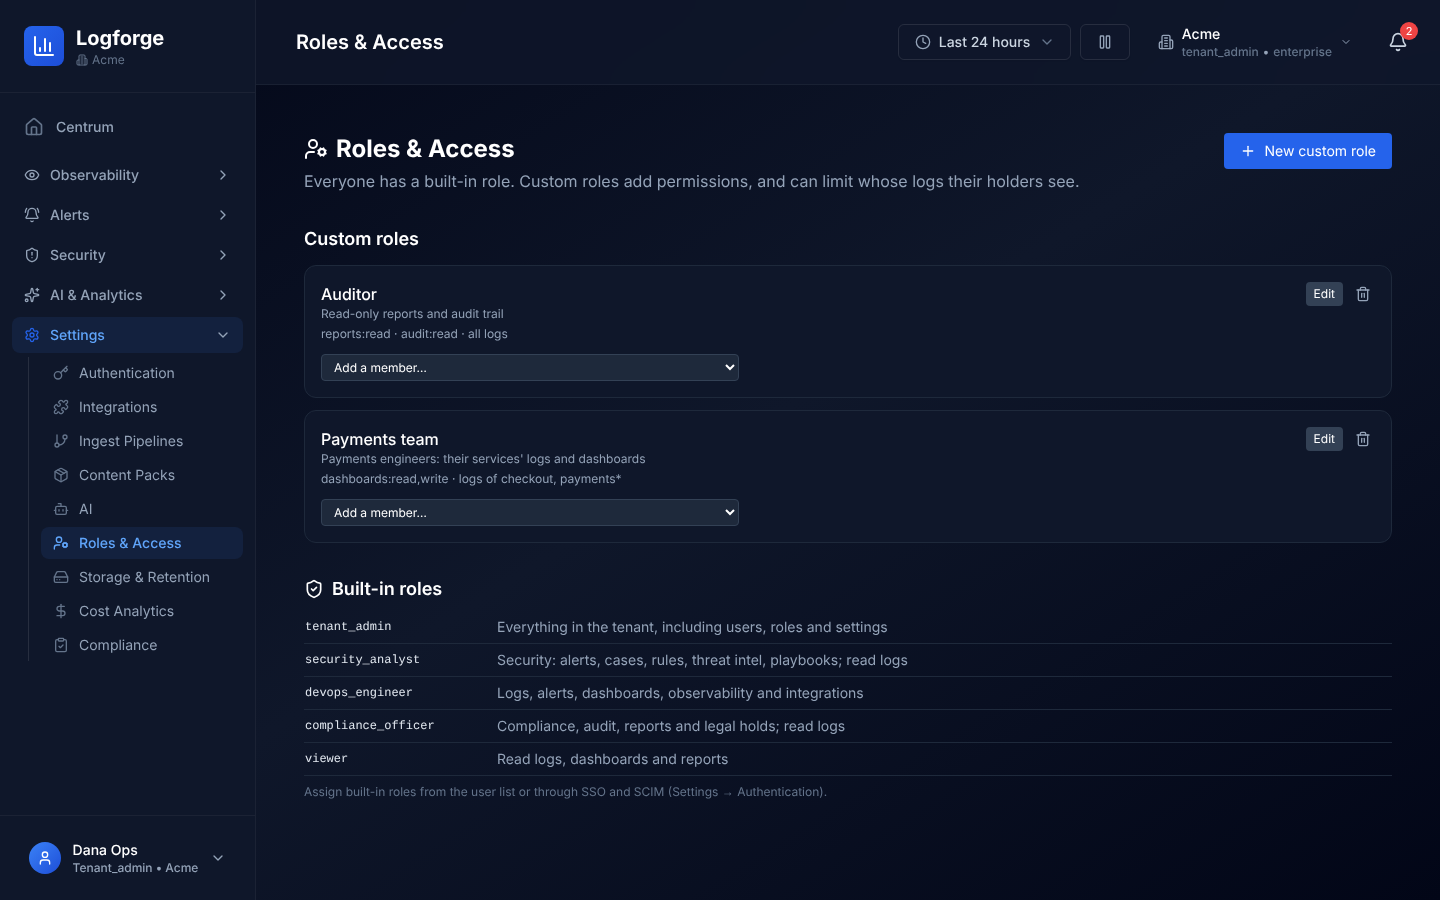 Logforge
Acme
Roles & Access
Last 24 hours
Acme
tenant_admin • enterprise
2
Centrum
Observability
Alerts
Security
AI & Analytics
Settings
Authentication
Integrations
Ingest Pipelines
Content Packs
AI
Roles & Access
Storage & Retention
Cost Analytics
Compliance
Dana Ops
Tenant_admin • Acme
Roles & Access
New custom role
Everyone has a built-in role. Custom roles add permissions, and can limit whose logs their holders see.
Custom roles
Auditor
Edit
Read-only reports and audit trail
reports:read · audit:read · all logs
Add a member...
Payments team
Edit
Payments engineers: their services' logs and dashboards
dashboards:read,write · logs of checkout, payments*
Add a member...
Built-in roles
tenant_admin Everything in the tenant, including users, roles and settings
security_analyst Security: alerts, cases, rules, threat intel, playbooks; read logs
devops_engineer Logs, alerts, dashboards, observability and integrations
compliance_officer Compliance, audit, reports and legal holds; read logs
viewer Read logs, dashboards and reports
Assign built-in roles from the user list or through SSO and SCIM (Settings → Authentication).